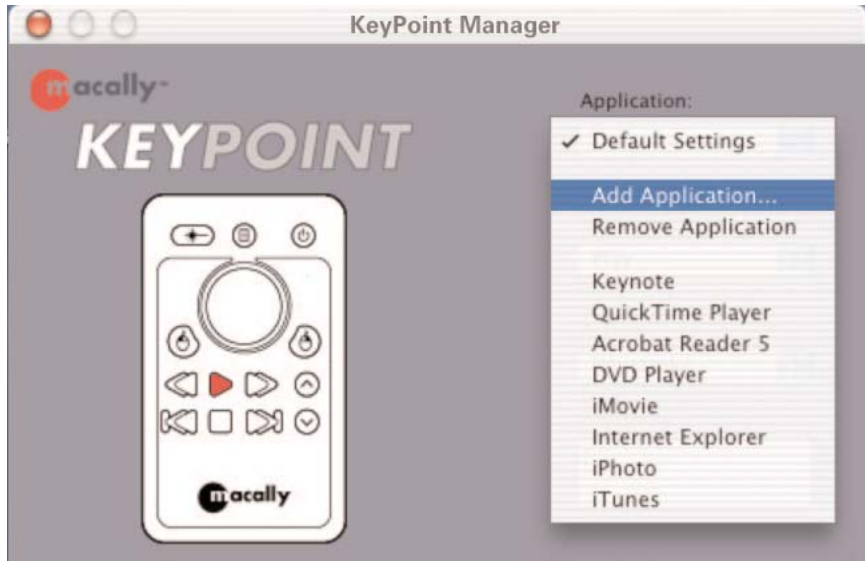 KeyPoint Manager
macally™
KEYPOINT
Application:
✓ Default Settings
Add Application...
Remove Application
Keynote
QuickTime Player
Acrobat Reader 5
DVD Player
iMovie
Internet Explorer
iPhoto
iTunes
macally